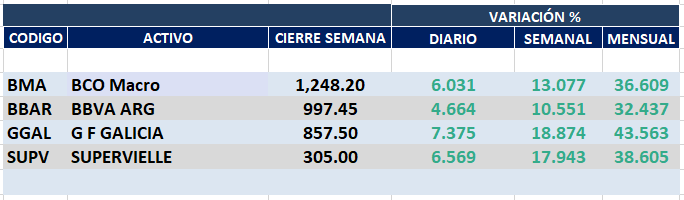 VARIACIÓN %
CODIGO ACTIVO CIERRE SEMANA DIARIO SEMANAL MENSUAL
BMA BCO Macro 1,248.20 6.031 13.077 36.609
BBAR BBVA ARG 997.45 4.664 10.551 32.437
GGAL G F GALICIA 857.50 7.375 18.874 43.563
SUPV SUPERVIELLE 305.00 6.569 17.943 38.605